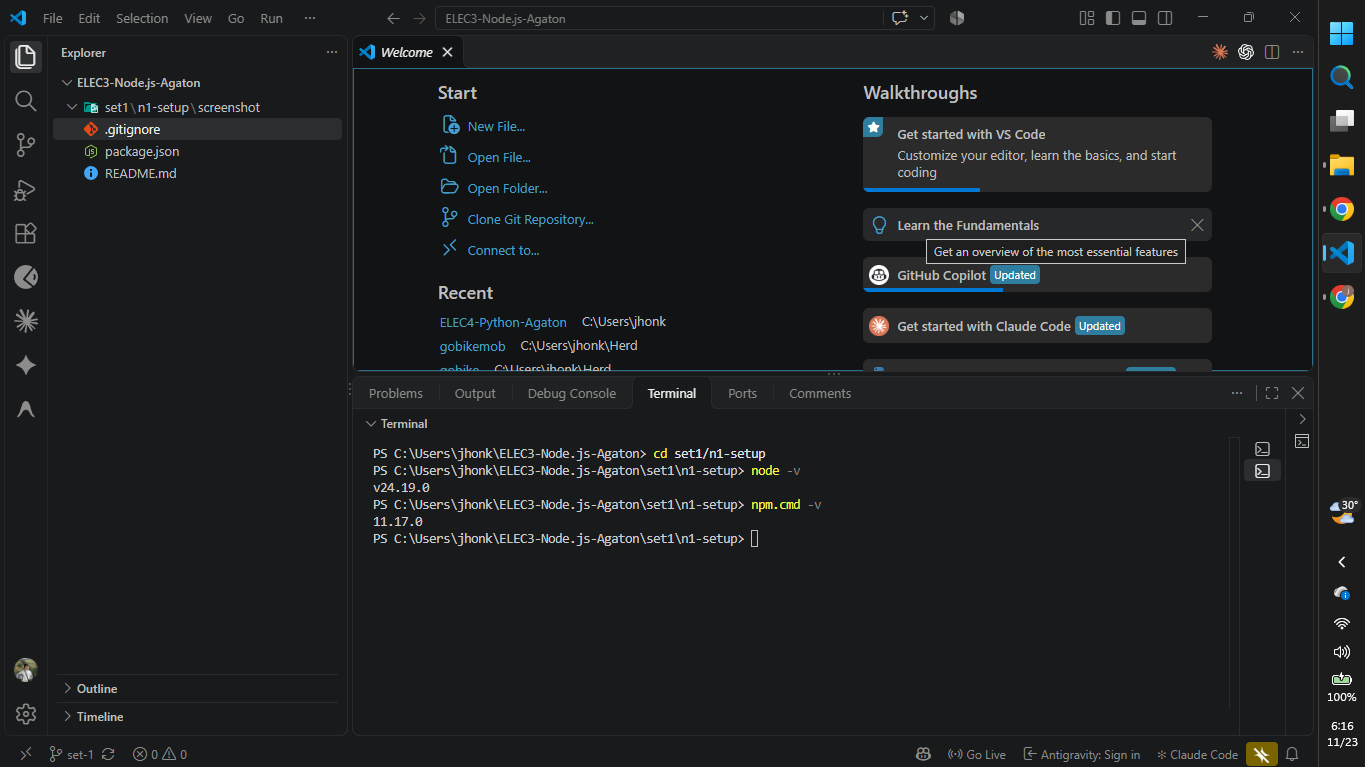 File Edit Selection View Go Run ··· ELEC3-Node.js-Agaton
Explorer ···
ELEC3-Node.js-Agaton
set1\n1-setup\screenshot
.gitignore
package.json
README.md
Outline
Timeline
Welcome
Start
New File...
Open File...
Open Folder...
Clone Git Repository...
Connect to...
Recent
ELEC4-Python-Agaton C:\Users\jhonk
gobikemob C:\Users\jhonk\Herd
gobike C:\Users\jhonk\Herd
Walkthroughs
Get started with VS Code
Customize your editor, learn the basics, and start
coding
Learn the Fundamentals
Get an overview of the most essential features
GitHub Copilot Updated
Get started with Claude Code Updated
Problems Output Debug Console Terminal Ports Comments
Terminal
PS C:\Users\jhonk\ELEC3-Node.js-Agaton> cd set1/n1-setup
PS C:\Users\jhonk\ELEC3-Node.js-Agaton\set1\n1-setup> node -v
v24.19.0
PS C:\Users\jhonk\ELEC3-Node.js-Agaton\set1\n1-setup> npm.cmd -v
11.17.0
PS C:\Users\jhonk\ELEC3-Node.js-Agaton\set1\n1-setup>
set-1 0 0 Go Live Antigravity: Sign in Claude Code
30°
100%
6:16
11/23